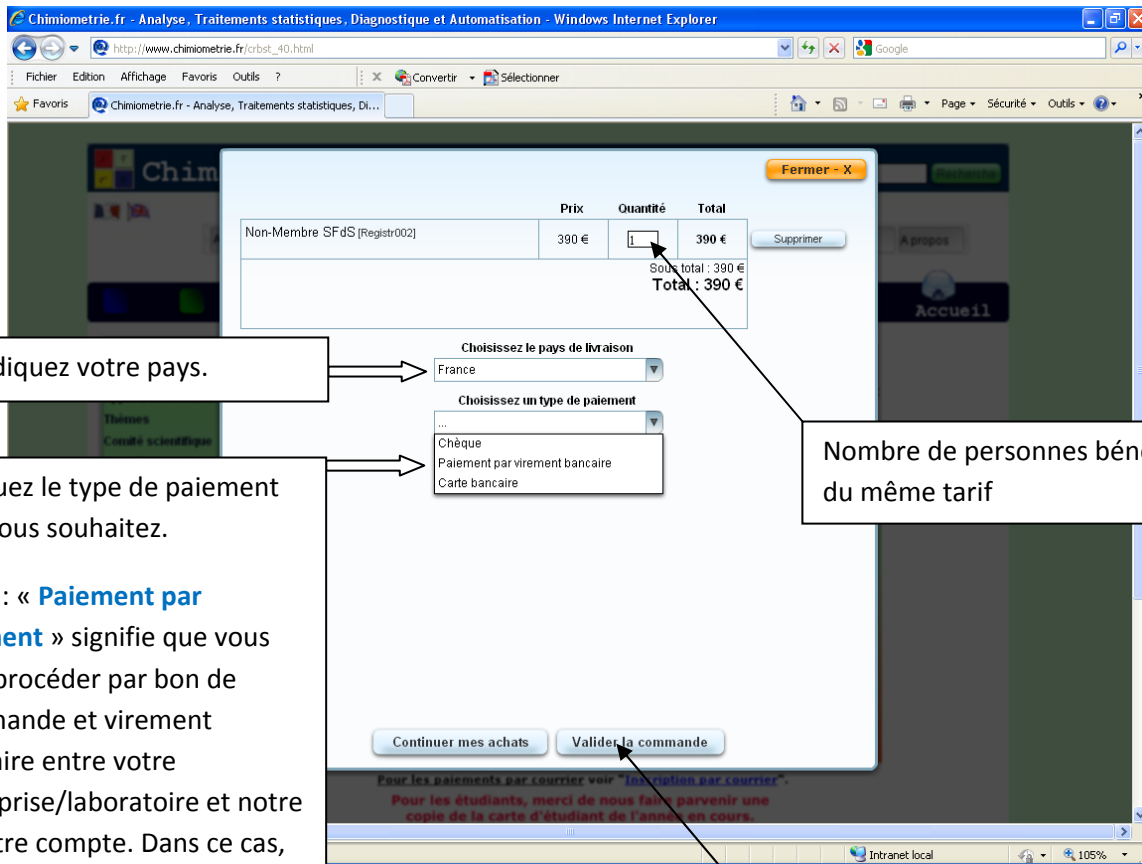 Chimiometrie.fr - Analyse, Traitements statistiques, Diagnostique et Automatisation - Windows Internet Explorer
http://www.chimiometrie.fr/crbst_40.html
Google
Fichier Edition Affichage Favoris Outils ?
Convertir Sélectionner
Favoris
Chimiometrie.fr - Analyse, Traitements statistiques, Di...
Page Sécurité Outils
Chim
Recherche
Fermer - X
Prix Quantité Total
Non-Membre SFdS [Registr002] 390 € 1 390 € Supprimer
A propos
Sous total : 390 €
Total : 390 €
Accueil
Choisissez le pays de livraison
diquez votre pays.
France
Choisissez un type de paiement
...
Thèmes
Comité scientifique
Chèque
Paiement par virement bancaire
Carte bancaire
Nombre de personnes béné
du même tarif
uez le type de paiement
ous souhaitez.
: « Paiement par
ent » signifie que vous
procéder par bon de
mande et virement
aire entre votre
prise/laboratoire et notre
tre compte. Dans ce cas,
Continuer mes achats Valider la commande
Pour les paiements par courrier voir "Inscription par courrier".
Pour les étudiants, merci de nous faire parvenir une
copie de la carte d'étudiant de l'année en cours.
Intranet local 105%